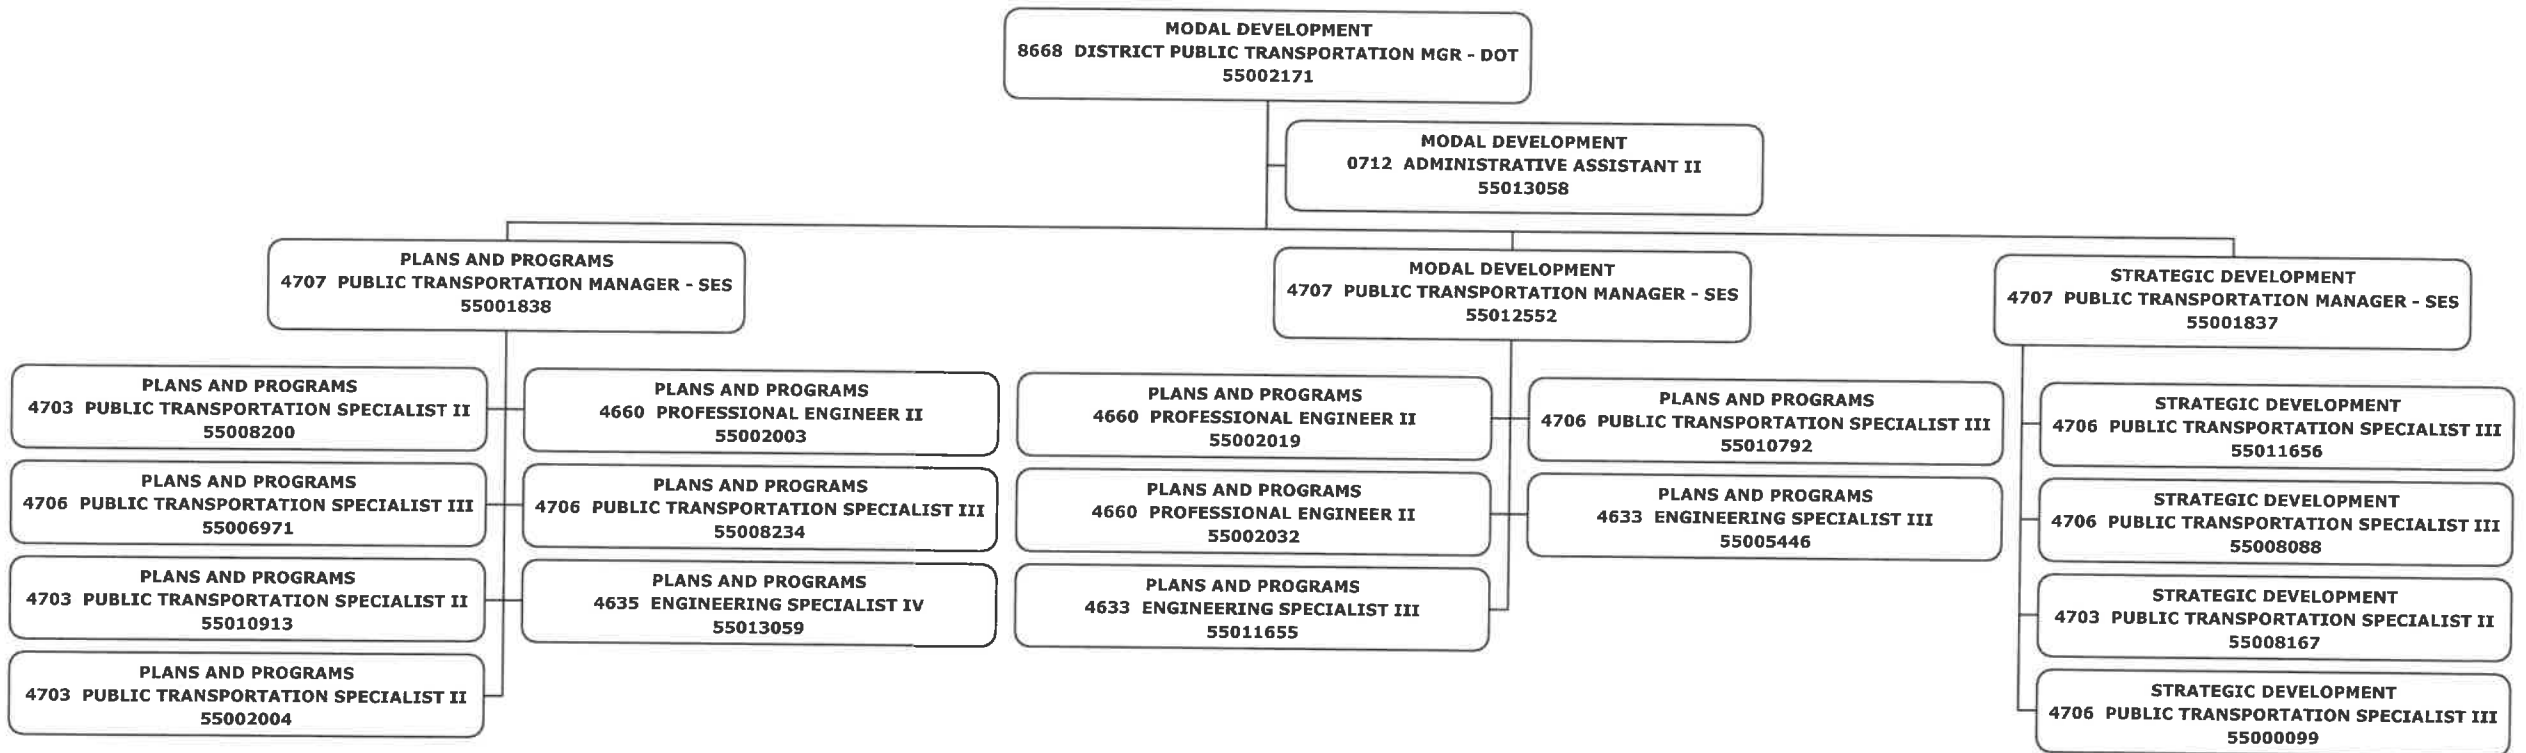 MODAL DEVELOPMENT
8668 DISTRICT PUBLIC TRANSPORTATION MGR - DOT
55002171
MODAL DEVELOPMENT
0712 ADMINISTRATIVE ASSISTANT II
55013058
PLANS AND PROGRAMS
4707 PUBLIC TRANSPORTATION MANAGER - SES
55001838
MODAL DEVELOPMENT
4707 PUBLIC TRANSPORTATION MANAGER - SES
55012552
STRATEGIC DEVELOPMENT
4707 PUBLIC TRANSPORTATION MANAGER - SES
55001837
PLANS AND PROGRAMS
4703 PUBLIC TRANSPORTATION SPECIALIST II
55008200
PLANS AND PROGRAMS
4660 PROFESSIONAL ENGINEER II
55002003
PLANS AND PROGRAMS
4706 PUBLIC TRANSPORTATION SPECIALIST III
55006971
PLANS AND PROGRAMS
4706 PUBLIC TRANSPORTATION SPECIALIST III
55008234
PLANS AND PROGRAMS
4703 PUBLIC TRANSPORTATION SPECIALIST II
55010913
PLANS AND PROGRAMS
4635 ENGINEERING SPECIALIST IV
55013059
PLANS AND PROGRAMS
4703 PUBLIC TRANSPORTATION SPECIALIST II
55002004
PLANS AND PROGRAMS
4660 PROFESSIONAL ENGINEER II
55002019
PLANS AND PROGRAMS
4706 PUBLIC TRANSPORTATION SPECIALIST III
55010792
PLANS AND PROGRAMS
4660 PROFESSIONAL ENGINEER II
55002032
PLANS AND PROGRAMS
4633 ENGINEERING SPECIALIST III
55005446
PLANS AND PROGRAMS
4633 ENGINEERING SPECIALIST III
55011655
STRATEGIC DEVELOPMENT
4706 PUBLIC TRANSPORTATION SPECIALIST III
55011656
STRATEGIC DEVELOPMENT
4706 PUBLIC TRANSPORTATION SPECIALIST III
55008088
STRATEGIC DEVELOPMENT
4703 PUBLIC TRANSPORTATION SPECIALIST II
55008167
STRATEGIC DEVELOPMENT
4706 PUBLIC TRANSPORTATION SPECIALIST III
55000099